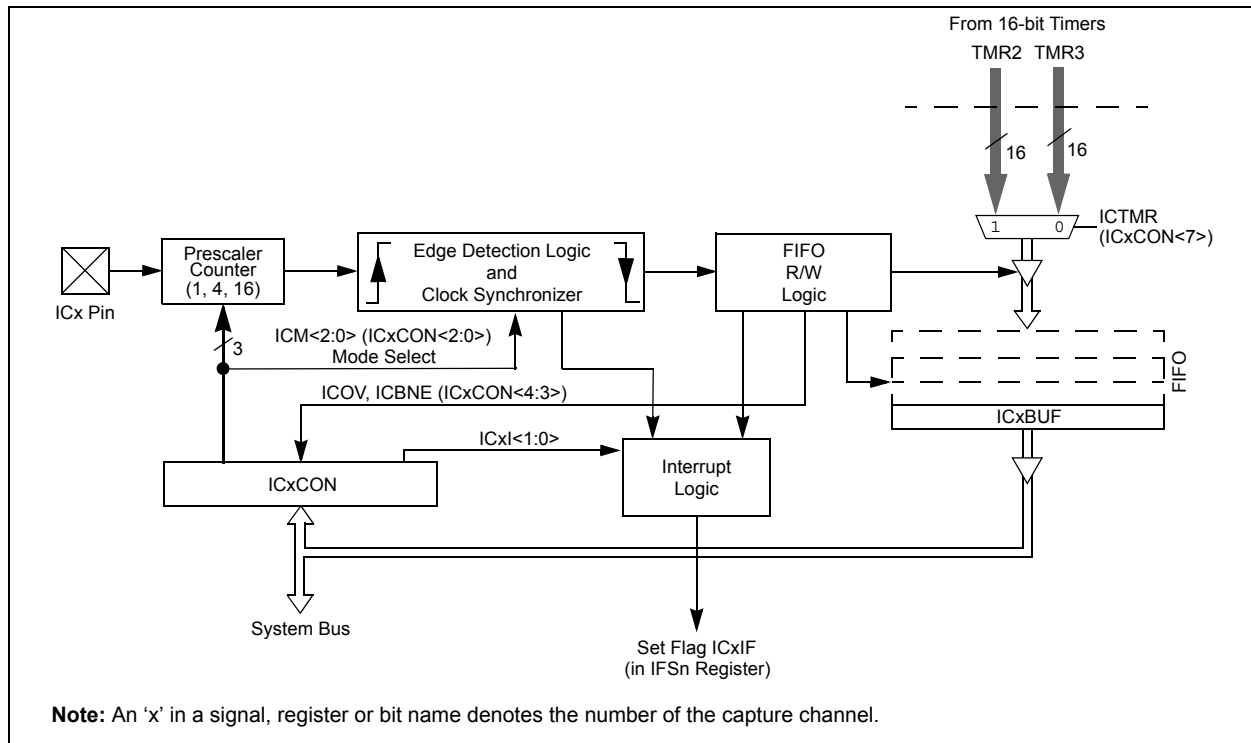 From 16-bit Timers
TMR2 TMR3
16 16
1 0
ICTMR
(ICxCON<7>)
Prescaler
Counter
(1, 4, 16)
Edge Detection Logic
and
Clock Synchronizer
FIFO
R/W
Logic
ICx Pin
3
ICM<2:0> (ICxCON<2:0>)
Mode Select
FIFO
ICOV, ICBNE (ICxCON<4:3>)
ICxBUF
ICxI<1:0>
Interrupt
Logic
ICxCON
System Bus
Set Flag ICxIF
(in IFSn Register)
Note: An ‘x’ in a signal, register or bit name denotes the number of the capture channel.